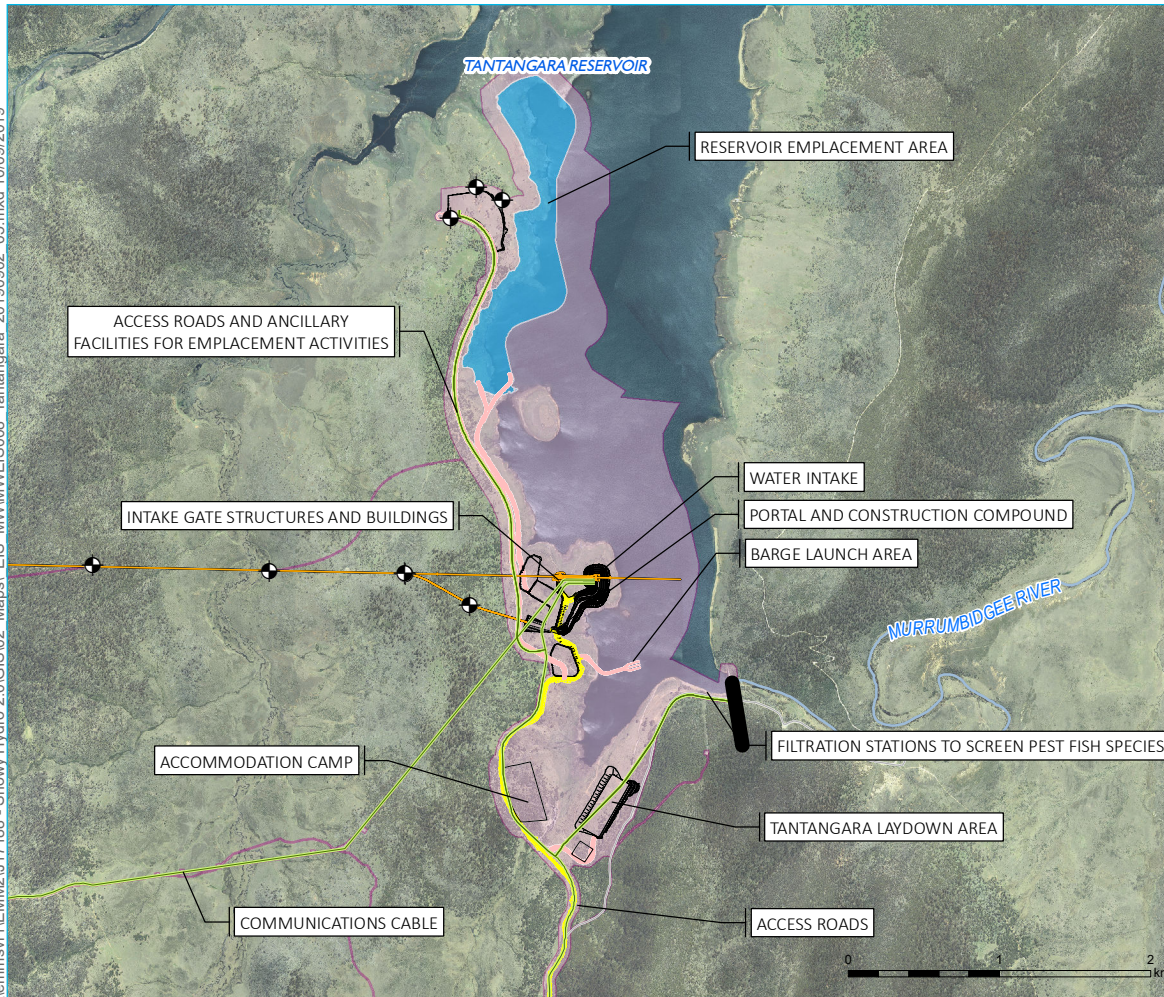 TANTANGARA RESERVOIR
RESERVOIR EMPLACEMENT AREA
ACCESS ROADS AND ANCILLARY
FACILITIES FOR EMPLACEMENT ACTIVITIES
WATER INTAKE
INTAKE GATE STRUCTURES AND BUILDINGS
PORTAL AND CONSTRUCTION COMPOUND
BARGE LAUNCH AREA
MURRUMBIDGEE RIVER
FILTRATION STATIONS TO SCREEN PEST FISH SPECIES
ACCOMMODATION CAMP
TANTANGARA LAYDOWN AREA
COMMUNICATIONS CABLE
ACCESS ROADS
0 1 2
km